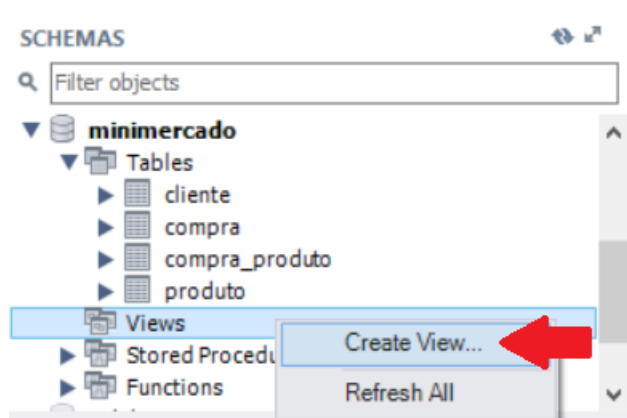 SCHEMAS
Filter objects
minimercado
Tables
cliente
compra
compra_produto
produto
Views
Create View...
Stored Procedu
Refresh All
Functions